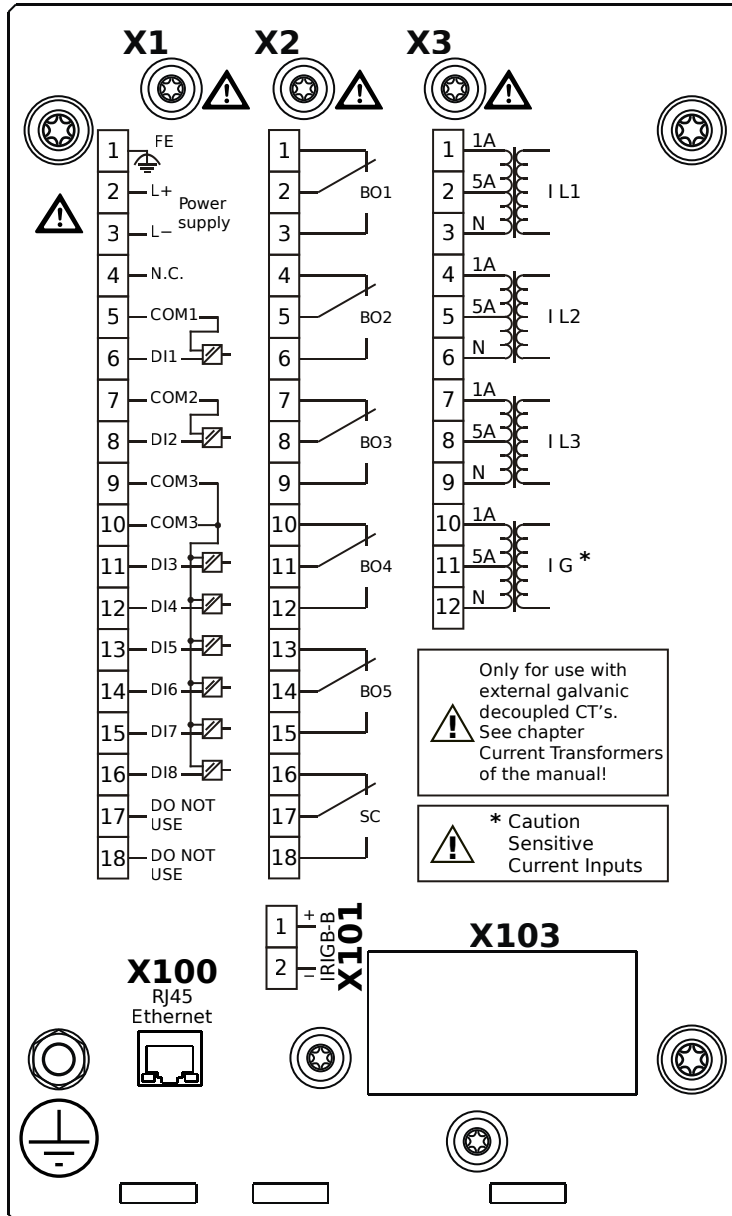 X1 X2 X3
1 FE
2 L+
Power
supply
3 L−
4 N.C.
5 COM1
6 DI1
7 COM2
8 DI2
9 COM3
10 COM3
11 DI3
12 DI4
13 DI5
14 DI6
15 DI7
16 DI8
17 DO NOT
USE
18 DO NOT
USE
1
2 BO1
3
4
5 BO2
6
7
8 BO3
9
10
11 BO4
12
13
14 BO5
15
16
17 SC
18
1 1A
2 5A I L1
3 N
4 1A
5 5A I L2
6 N
7 1A
8 5A I L3
9 N
10 1A
11 5A I G *
12 N
! Only for use with
external galvanic
decoupled CT's.
See chapter
Current Transformers
of the manual!
! * Caution
Sensitive
Current Inputs
1 +
2 −
IRIGB-B
X101
X103
X100
RJ45
Ethernet